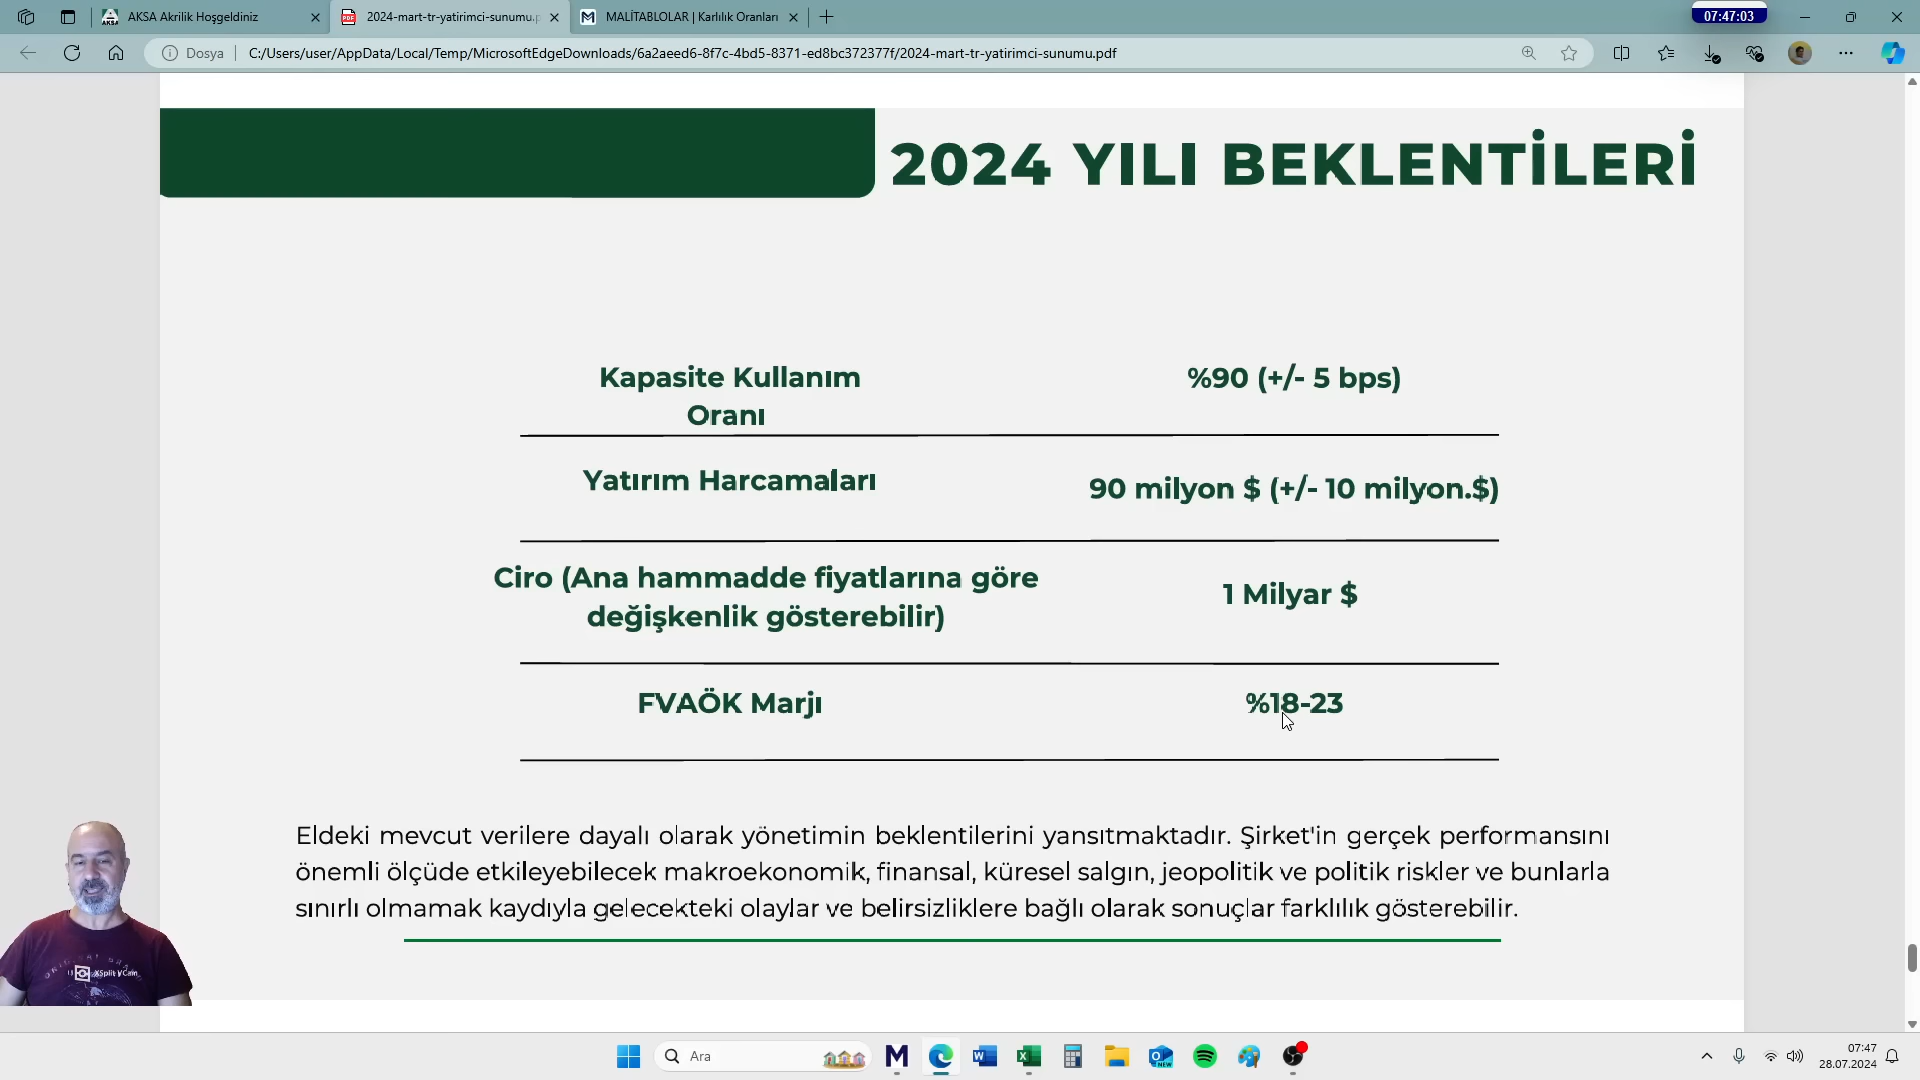 AKSA Akrilik Hoşgeldiniz
2024-mart-tr-yatirimci-sunumu.p
MALİTABLOLAR | Karlılık Oranları
07:47:03
Dosya
C:/Users/user/AppData/Local/Temp/MicrosoftEdgeDownloads/6a2aeed6-8f7c-4bd5-8371-ed8bc372377f/2024-mart-tr-yatirimci-sunumu.pdf
2024 YILI BEKLENTİLERİ
Kapasite Kullanım
Oranı
%90 (+/- 5 bps)
Yatırım Harcamaları
90 milyon $ (+/- 10 milyon.$)
Ciro (Ana hammadde fiyatlarına göre
değişkenlik gösterebilir)
1 Milyar $
FVAÖK Marjı
%18-23
Eldeki mevcut verilere dayalı olarak yönetimin beklentilerini yansıtmaktadır. Şirket'in gerçek performansını
önemli ölçüde etkileyebilecek makroekonomik, finansal, küresel salgın, jeopolitik ve politik riskler ve bunlarla
sınırlı olmamak kaydıyla gelecekteki olaylar ve belirsizliklere bağlı olarak sonuçlar farklılık gösterebilir.
XSplit VCam
Ara
07:47
28.07.2024